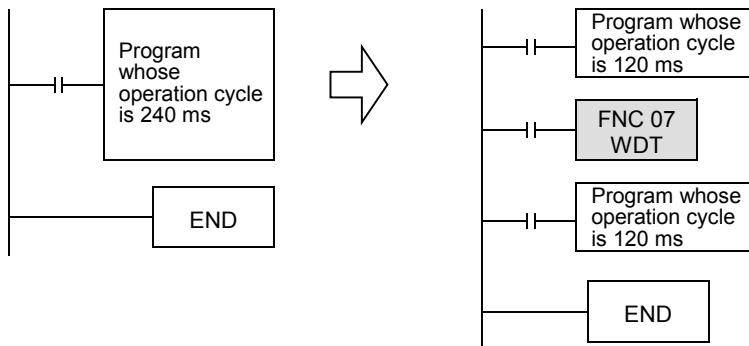 Program
whose
operation cycle
is 240 ms
END
Program whose
operation cycle
is 120 ms
FNC 07
WDT
Program whose
operation cycle
is 120 ms
END